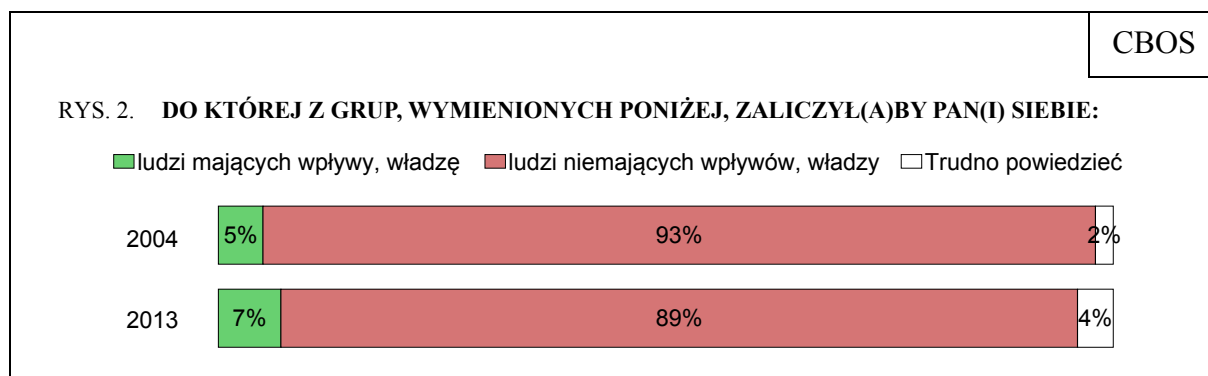 CBOS
RYS. 2. DO KTÓREJ Z GRUP, WYMIENIONYCH PONIŻEJ, ZALICZYŁ(A)BY PAN(I) SIEBIE:
ludzi mających wpływy, władzę ludzi niemających wpływów, władzy Trudno powiedzieć
2004 5% 93% 2%
2013 7% 89% 4%